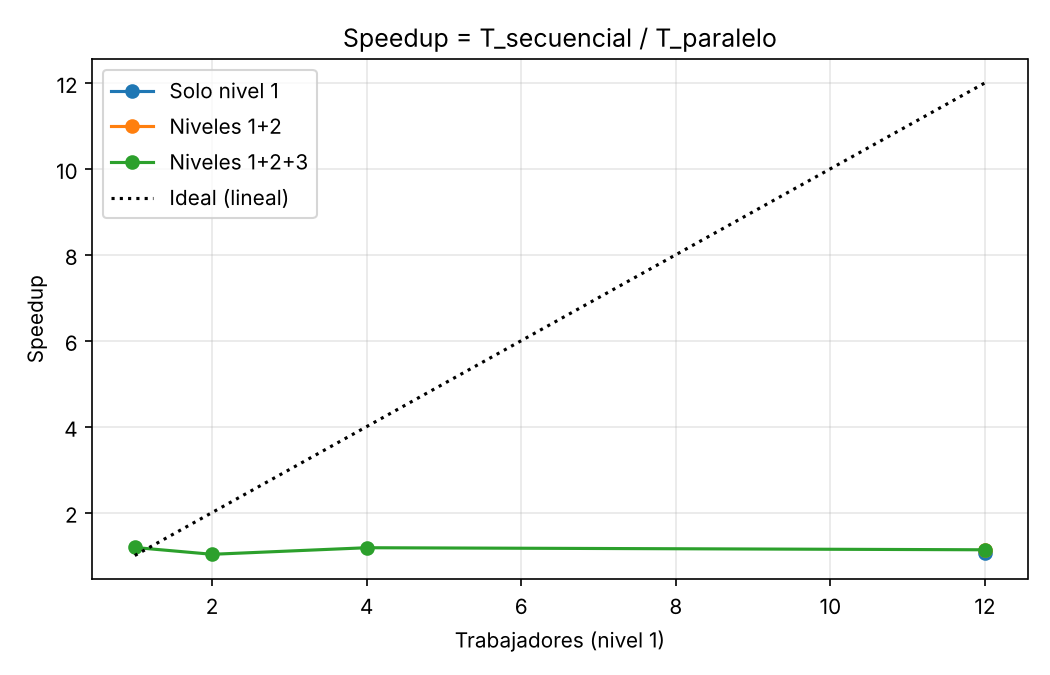 Speedup = T_secuencial / T_paralelo
Solo nivel 1
Niveles 1+2
Niveles 1+2+3
Ideal (lineal)
12
10
8
6
4
2
Speedup
2 4 6 8 10 12
Trabajadores (nivel 1)